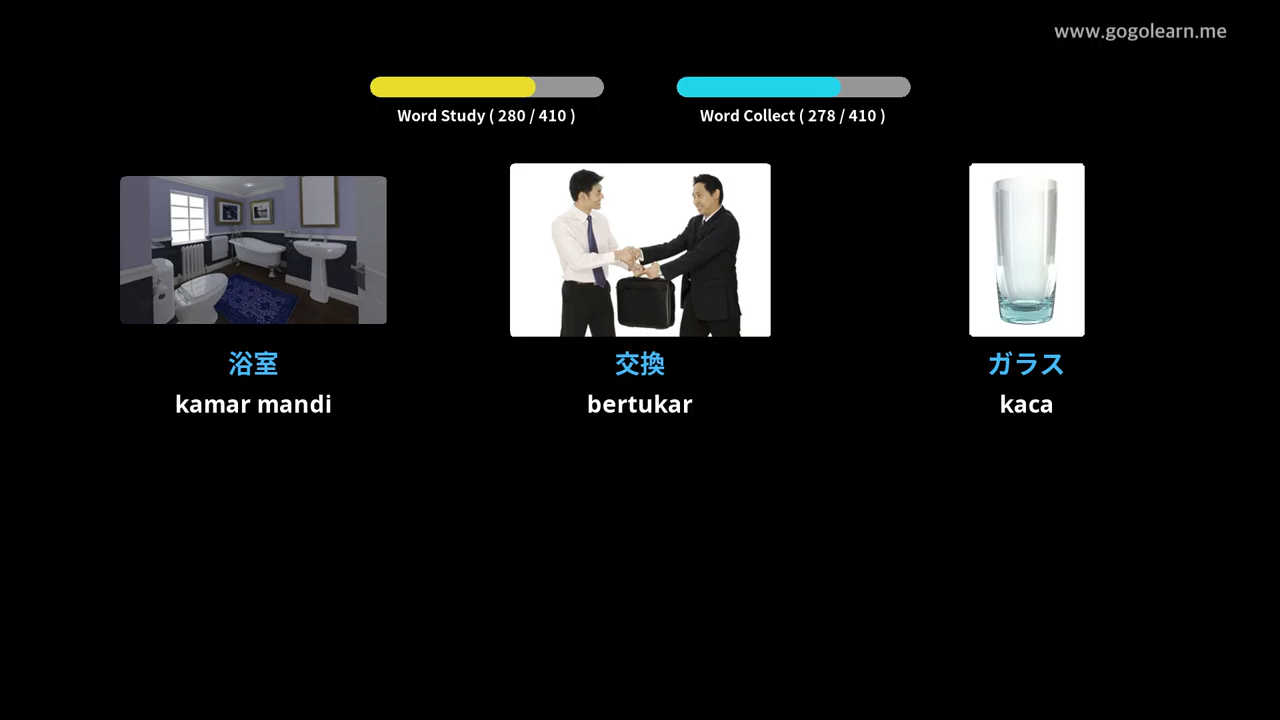 www.gogolearn.me
Word Study ( 280 / 410 )
Word Collect ( 278 / 410 )
浴室
kamar mandi
交換
bertukar
ガラス
kaca